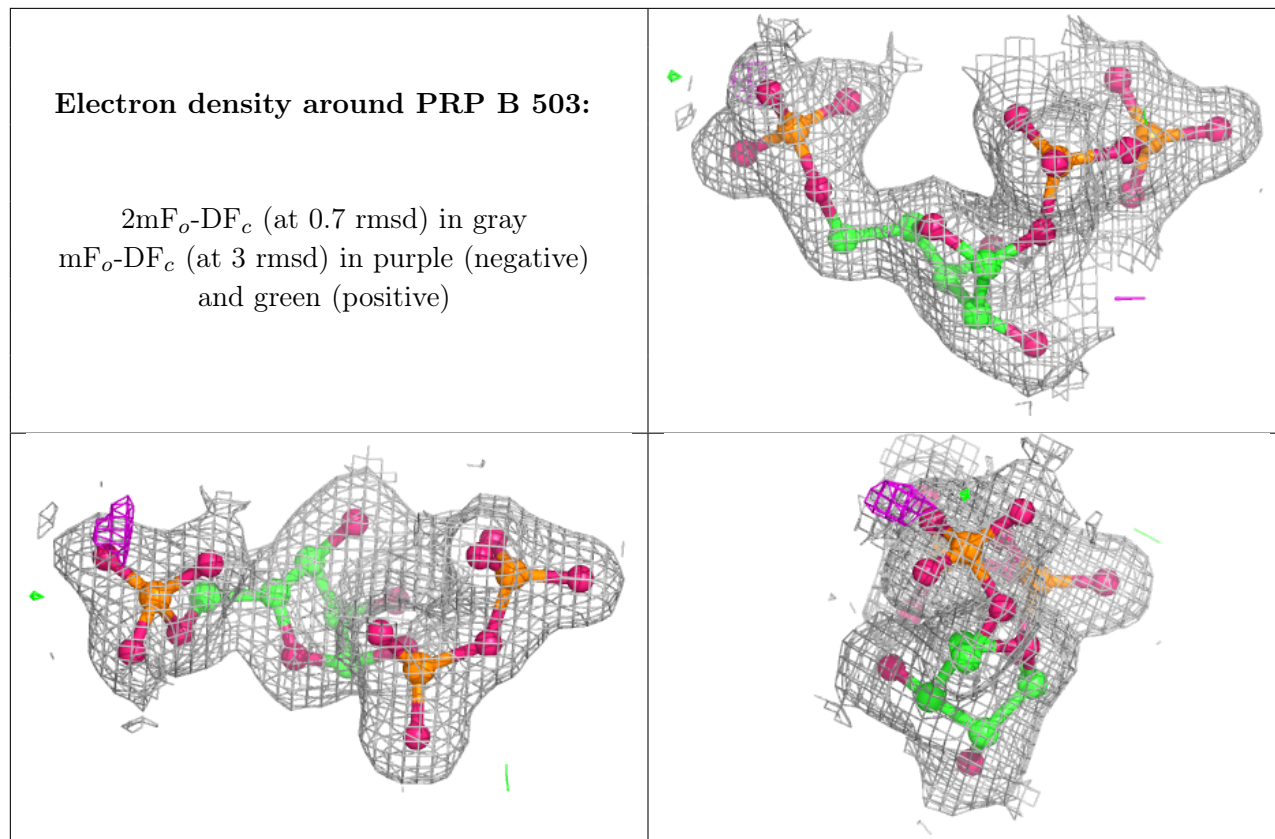 Electron density around PRP B 503:
2mFo-DFc (at 0.7 rmsd) in gray
mFo-DFc (at 3 rmsd) in purple (negative)
and green (positive)